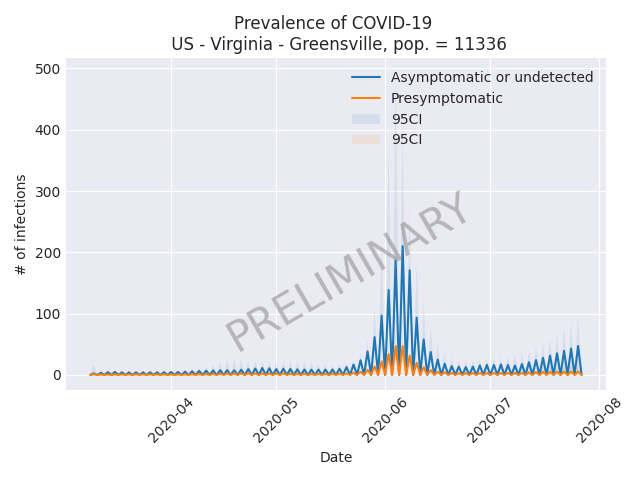 Prevalence of COVID-19
US - Virginia - Greensville, pop. = 11336
500
400
300
200
100
0
# of infections
Asymptomatic or undetected
Presymptomatic
95CI
95CI
PRELIMINARY
2020-04
2020-05
2020-06
2020-07
2020-08
Date